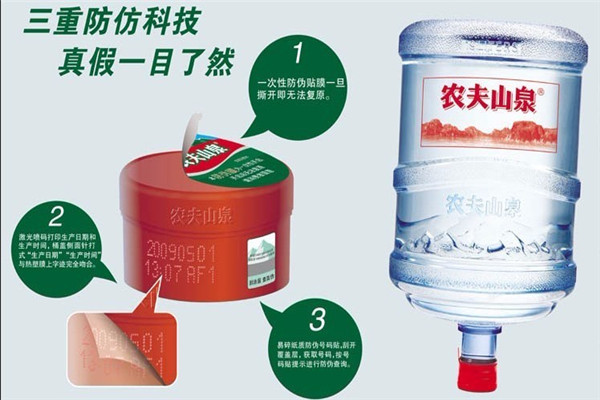 三重防仿科技
真假一目了然
1
一次性防伪贴膜一旦
撕开即无法复原。
农夫山泉®
农夫山泉
农夫山泉
20090501
13:07 AF1
2
激光喷码打印生产日期和
生产时间,桶盖侧面针打
式“生产日期”“生产时间”
与热塑膜上字迹完全吻合。
3
易碎纸质防伪号码贴,刮开
覆盖层,获取号码,按号
码贴提示进行防伪查询。